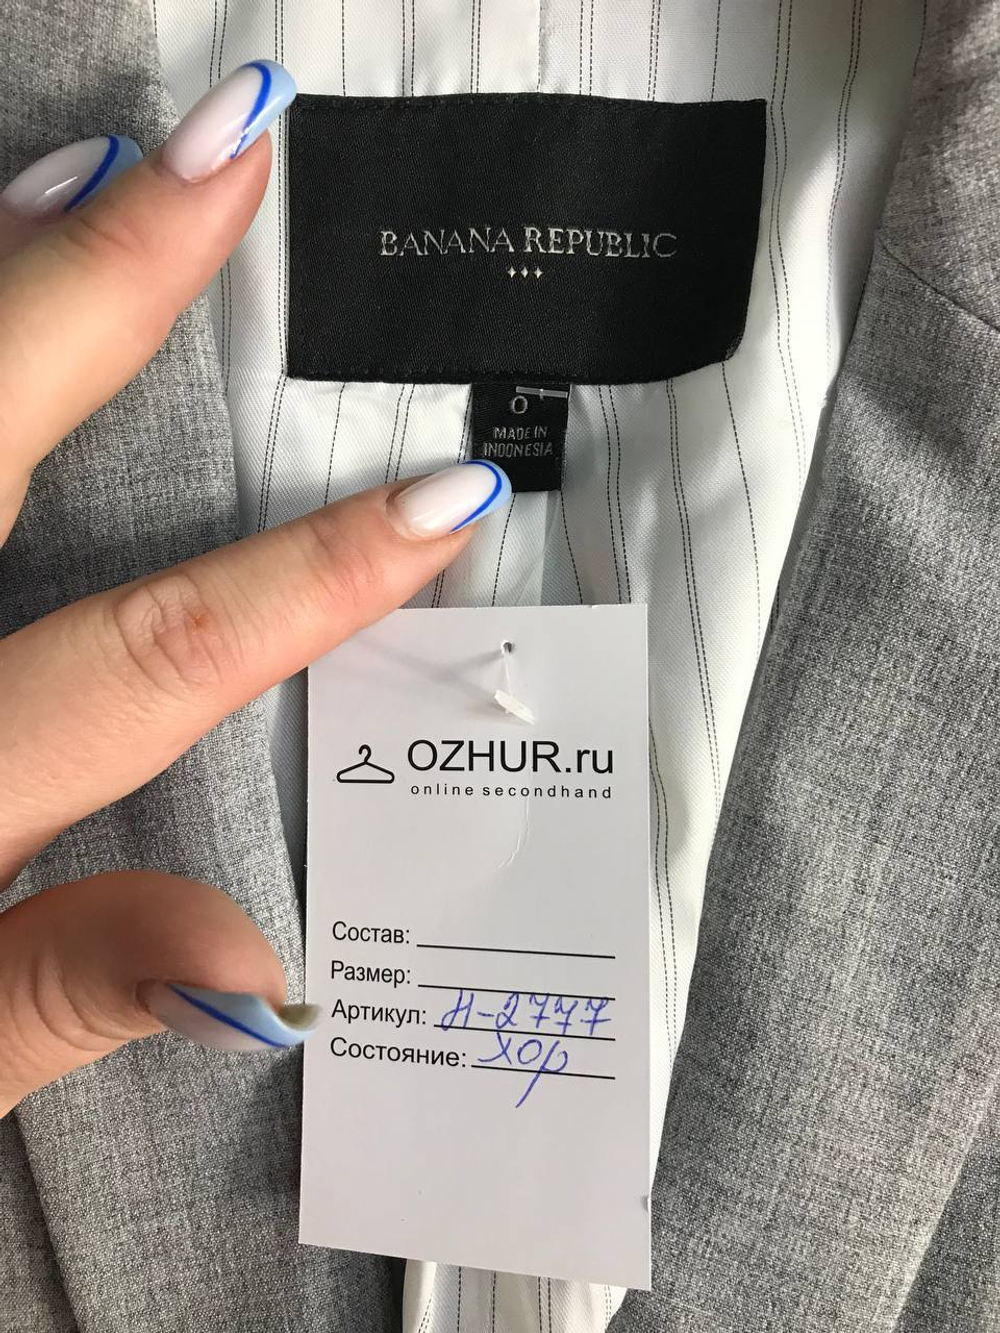 BANANA REPUBLIC
0
MADE IN
INDONESIA
OZHUR.ru
online secondhand
Состав:
Размер:
Артикул: Н-2777
Состояние: хор